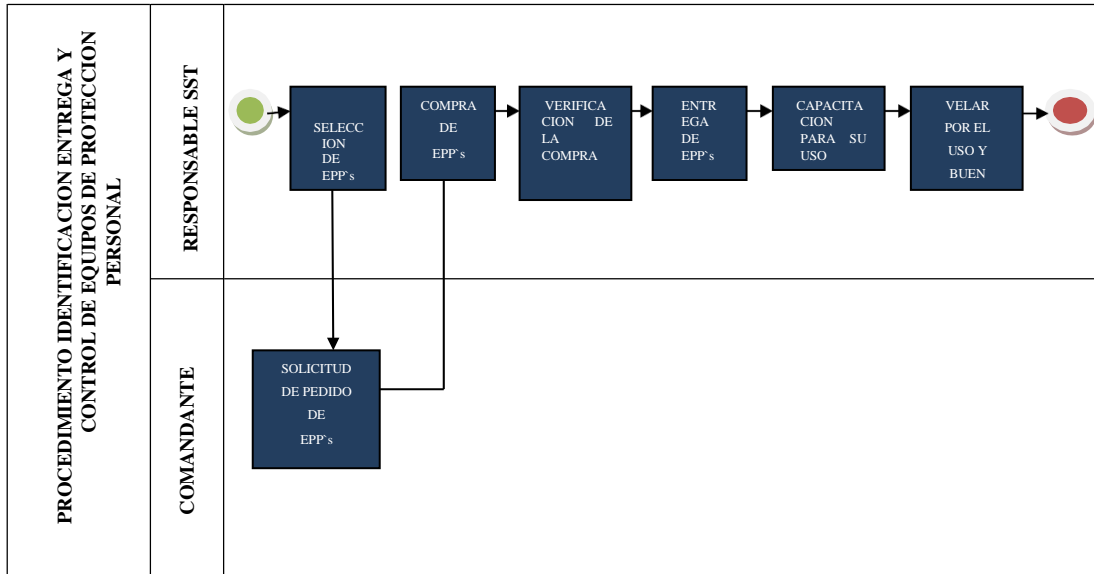 PROCEDIMIENTO IDENTIFICACION ENTREGA Y
CONTROL DE EQUIPOS DE PROTECCION
PERSONAL
RESPONSABLE SST
SELECC
ION
DE
EPP`s
COMPRA
DE
EPP`s
VERIFICA
CION DE
LA
COMPRA
ENTR
EGA
DE
EPP`s
CAPACITA
CION
PARA SU
USO
VELAR
POR EL
USO Y
BUEN
COMANDANTE
SOLICITUD
DE PEDIDO
DE
EPP`s